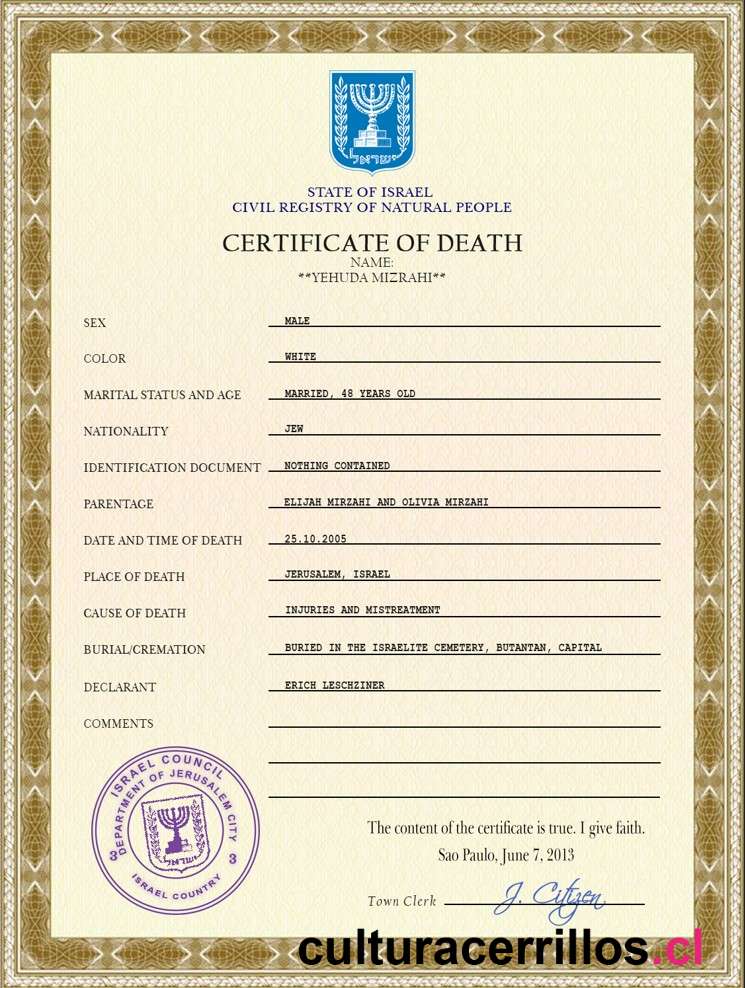 ישראל
STATE OF ISRAEL
CIVIL REGISTRY OF NATURAL PEOPLE
CERTIFICATE OF DEATH
NAME:
**YEHUDA MIZRAHI**
SEX MALE
COLOR WHITE
MARITAL STATUS AND AGE MARRIED, 48 YEARS OLD
NATIONALITY JEW
IDENTIFICATION DOCUMENT NOTHING CONTAINED
PARENTAGE ELIJAH MIRZAHI AND OLIVIA MIRZAHI
DATE AND TIME OF DEATH 25.10.2005
PLACE OF DEATH JERUSALEM, ISRAEL
CAUSE OF DEATH INJURIES AND MISTREATMENT
BURIAL/CREMATION BURIED IN THE ISRAELITE CEMETERY, BUTANTAN, CAPITAL
DECLARANT ERICH LESCHZINER
COMMENTS
ISRAEL COUNCIL
DEPARTMENT OF JERUSALEM CITY
3 3
ישראל
ISRAEL COUNTRY
The content of the certificate is true. I give faith.
Sao Paulo, June 7, 2013
Town Clerk J. Citizen
culturacerrillos.cl